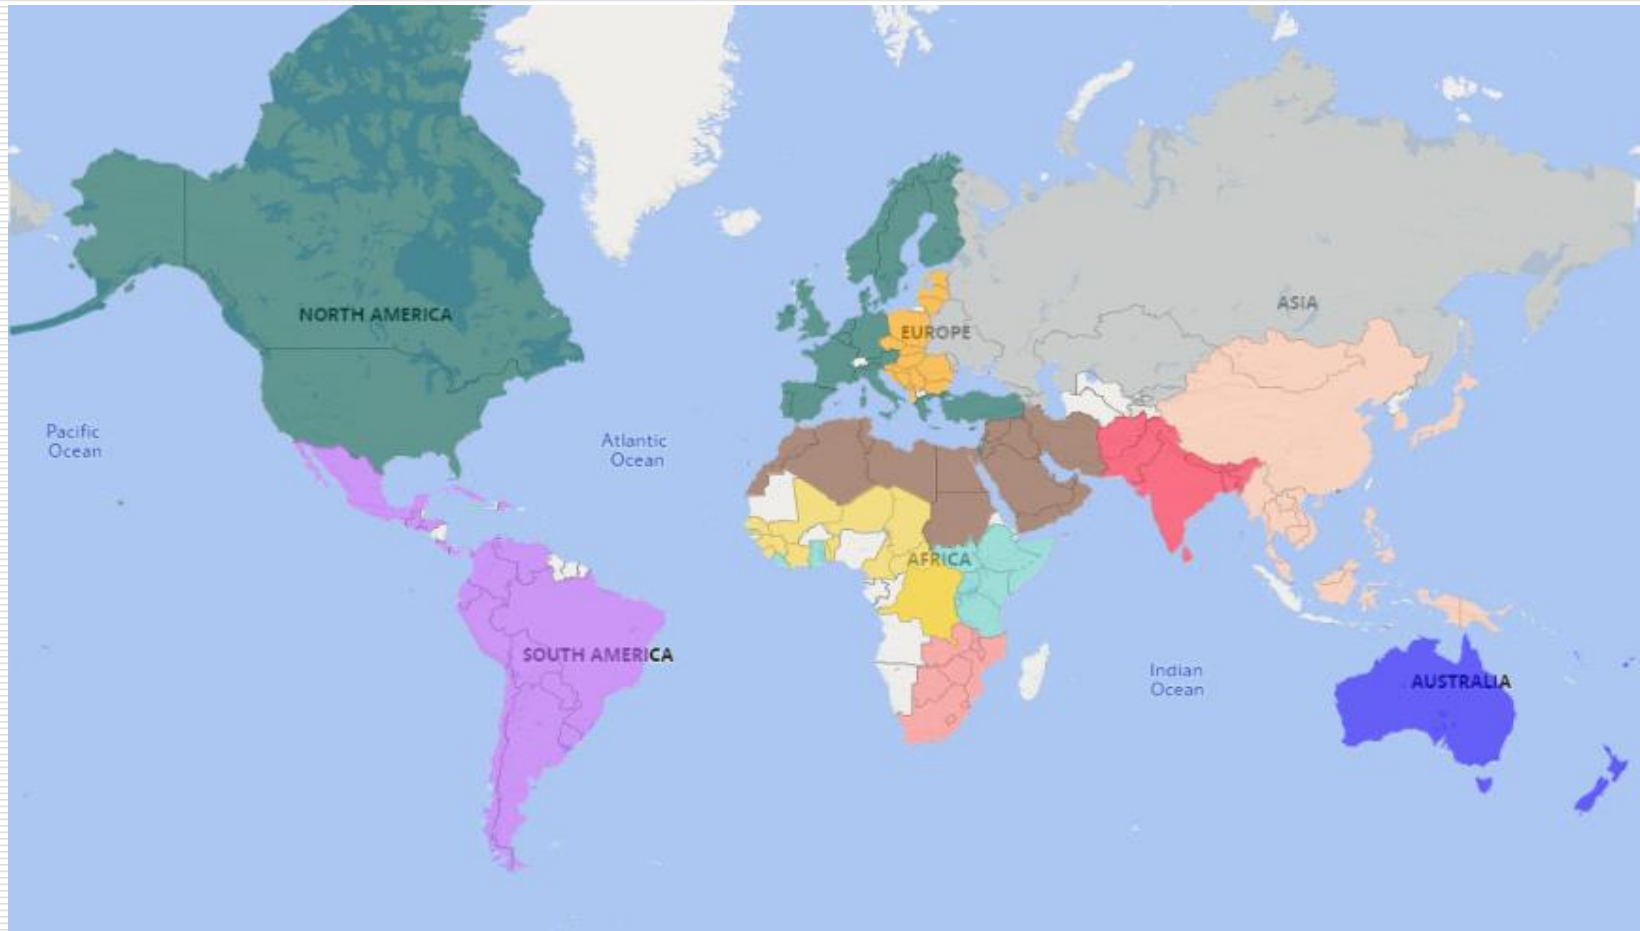 NORTH AMERICA
ASIA
EUROPE
Pacific
Ocean
Atlantic
Ocean
AFRICA
SOUTH AMERICA
Indian
Ocean
AUSTRALIA